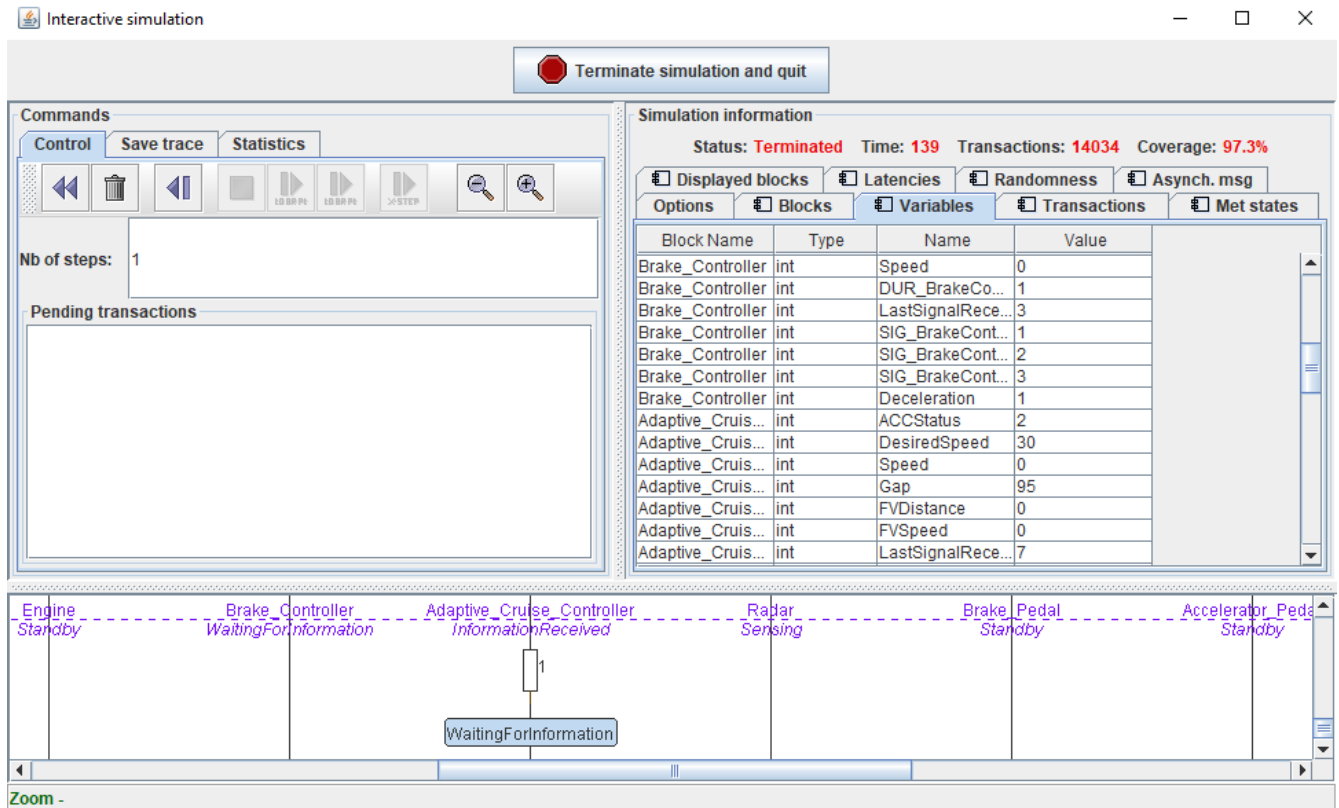 Interactive simulation
Terminate simulation and quit
Commands
Control Save trace Statistics
Nb of steps: 1
Pending transactions
Simulation information
Status: Terminated Time: 139 Transactions: 14034 Coverage: 97.3%
Displayed blocks Latencies Randomness Asynch. msg
Options Blocks Variables Transactions Met states
Block Name Type Name Value
Brake_Controller int Speed 0
Brake_Controller int DUR_BrakeCo... 1
Brake_Controller int LastSignalRece... 3
Brake_Controller int SIG_BrakeCont... 1
Brake_Controller int SIG_BrakeCont... 2
Brake_Controller int SIG_BrakeCont... 3
Brake_Controller int Deceleration 1
Adaptive_Cruis... int ACCStatus 2
Adaptive_Cruis... int DesiredSpeed 30
Adaptive_Cruis... int Speed 0
Adaptive_Cruis... int Gap 95
Adaptive_Cruis... int FVDistance 0
Adaptive_Cruis... int FVSpeed 0
Adaptive_Cruis... int LastSignalRece... 7
Engine Brake_Controller Adaptive_Cruise_Controller Radar Brake_Pedal Accelerator_Peda
Standby WaitingForInformation InformationReceived Sensing Standby Standby
1
WaitingForInformation
Zoom -